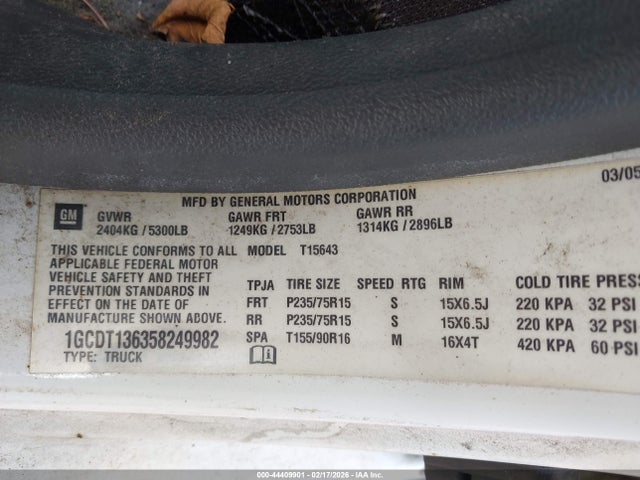 MFD BY GENERAL MOTORS CORPORATION
03/05
GM
GVWR GAWR FRT GAWR RR
2404KG / 5300LB 1249KG / 2753LB 1314KG / 2896LB
THIS VEHICLE CONFORMS TO ALL
APPLICABLE FEDERAL MOTOR
VEHICLE SAFETY AND THEFT
PREVENTION STANDARDS IN
EFFECT ON THE DATE OF
MANUFACTURE SHOWN ABOVE.
1GCDT136358249982
TYPE: TRUCK
MODEL T15643
TPJA TIRE SIZE SPEED RTG RIM COLD TIRE PRESS
FRT P235/75R15 S 15X6.5J 220 KPA 32 PSI
RR P235/75R15 S 15X6.5J 220 KPA 32 PSI
SPA T155/90R16 M 16X4T 420 KPA 60 PSI
000-44409901 - 02/17/2026 - IAAI.COM